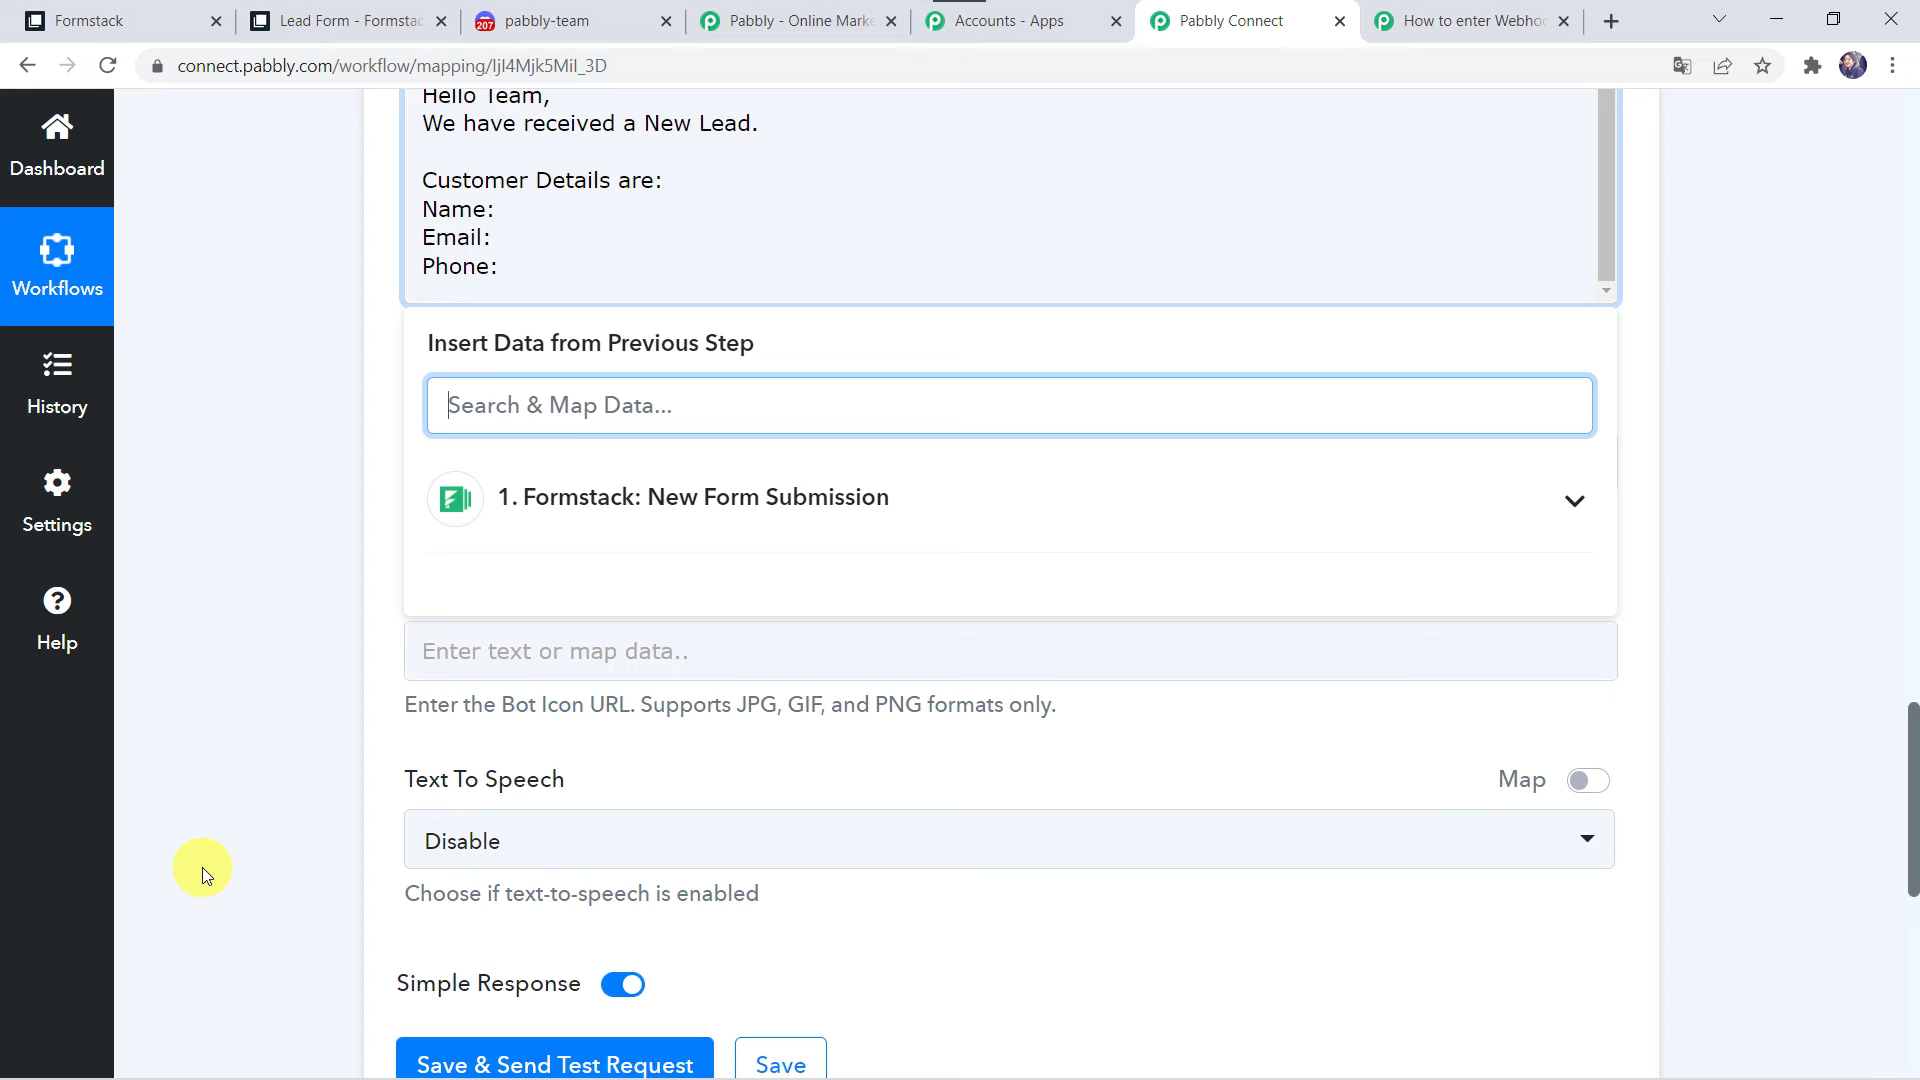 Formstack
Lead Form - Formstac
207
pabbly-team
Pabbly - Online Marke
Accounts - Apps
Pabbly Connect
How to enter Webhoo
connect.pabbly.com/workflow/mapping/IjI4Mjk5MiI_3D
Dashboard
Workflows
History
Settings
Help
Hello Team,
We have received a New Lead.
Customer Details are:
Name:
Email:
Phone:
Insert Data from Previous Step
Search & Map Data...
1. Formstack: New Form Submission
Enter text or map data..
Enter the Bot Icon URL. Supports JPG, GIF, and PNG formats only.
Text To Speech
Map
Disable
Choose if text-to-speech is enabled
Simple Response
Save & Send Test Request
Save